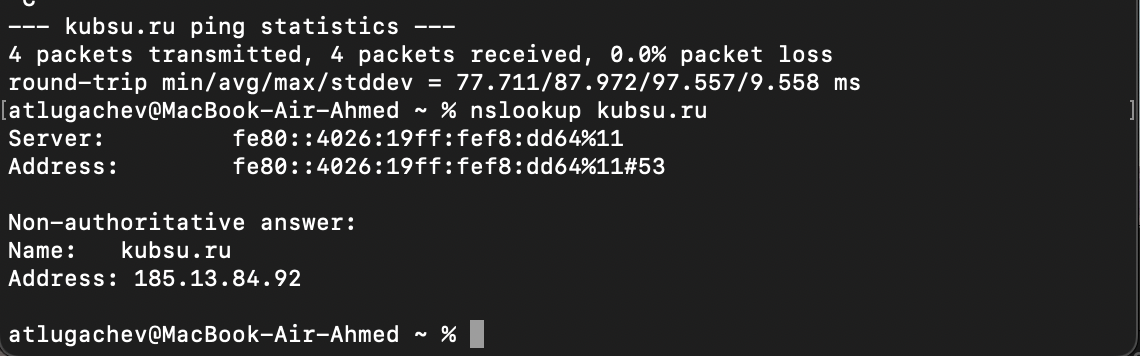 --- kubsu.ru ping statistics ---
4 packets transmitted, 4 packets received, 0.0% packet loss
round-trip min/avg/max/stddev = 77.711/87.972/97.557/9.558 ms
[atlugachev@MacBook-Air-Ahmed ~ % nslookup kubsu.ru ]
Server: fe80::4026:19ff:fef8:dd64%11
Address: fe80::4026:19ff:fef8:dd64%11#53
Non-authoritative answer:
Name: kubsu.ru
Address: 185.13.84.92
atlugachev@MacBook-Air-Ahmed ~ %